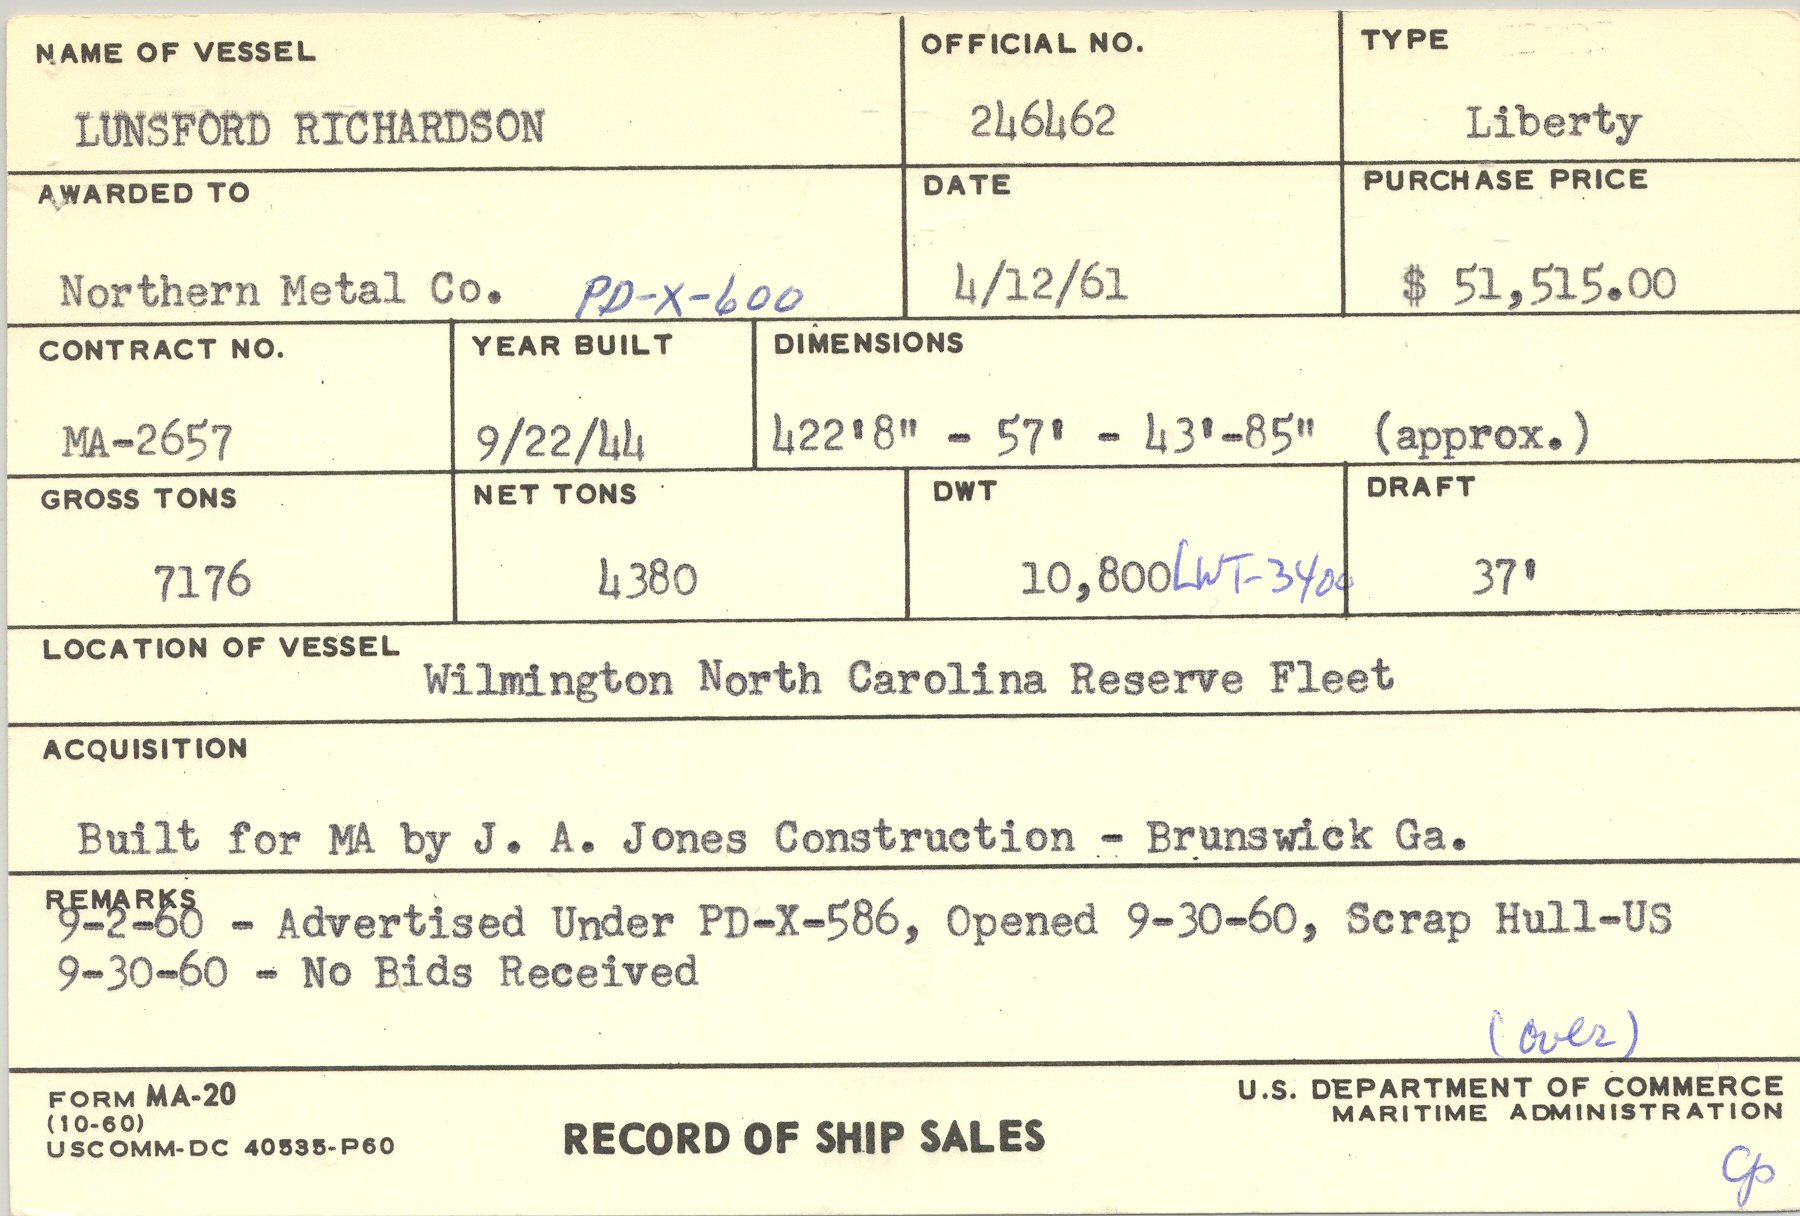 NAME OF VESSEL
LUNSFORD RICHARDSON
OFFICIAL NO.
246462
TYPE
Liberty
AWARDED TO
Northern Metal Co. PD-X-600
DATE
4/12/61
PURCHASE PRICE
$ 51,515.00
CONTRACT NO.
MA-2657
YEAR BUILT
9/22/44
DIMENSIONS
422'8" - 57' - 43'-85" (approx.)
GROSS TONS
7176
NET TONS
4380
DWT
10,800 LWT-3400
DRAFT
37'
LOCATION OF VESSEL
Wilmington North Carolina Reserve Fleet
ACQUISITION
Built for MA by J. A. Jones Construction - Brunswick Ga.
REMARKS
9-2-60 - Advertised Under PD-X-586, Opened 9-30-60, Scrap Hull-US
9-30-60 - No Bids Received
(over)
FORM MA-20
(10-60)
USCOMM-DC 40535-P60
RECORD OF SHIP SALES
U.S. DEPARTMENT OF COMMERCE
MARITIME ADMINISTRATION
Cp